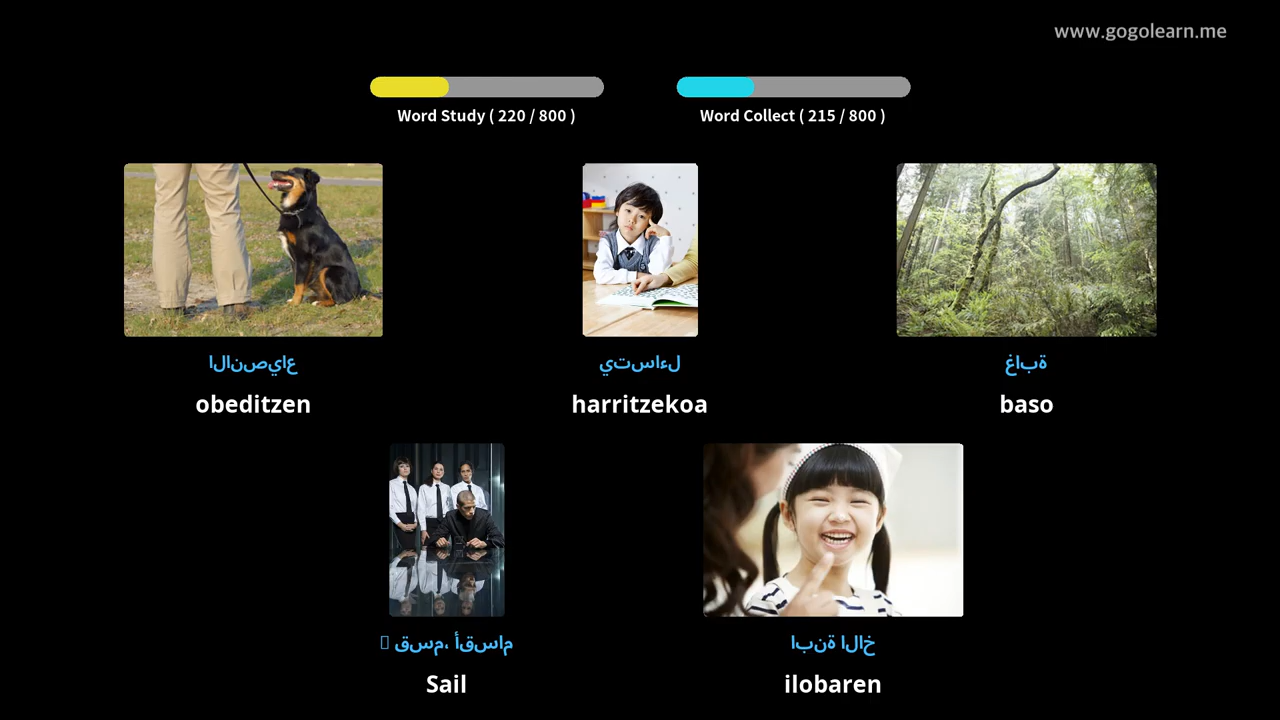 www.gogolearn.me
Word Study ( 220 / 800 )
Word Collect ( 215 / 800 )
الانصياع
يتساءل
غابة
obeditzen
harritzekoa
baso
قسم، أقسام
ابنة الاخ
Sail
ilobaren